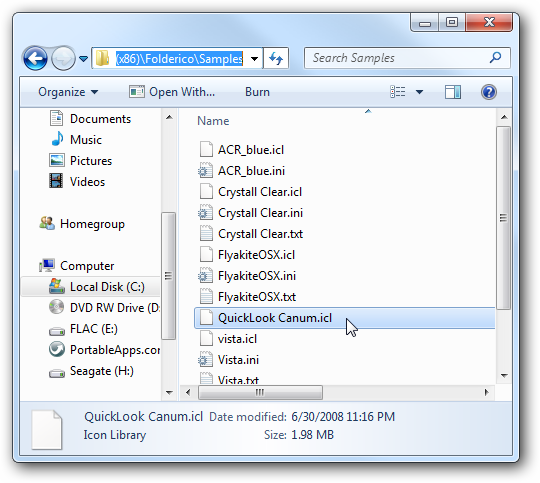 (x86)\Folderico\Samples
Search Samples
Organize
Open With...
Burn
Documents
Music
Pictures
Videos
Homegroup
Computer
Local Disk (C:)
DVD RW Drive (D:
FLAC (E:)
PortableApps.con
Seagate (H:)
Name
ACR_blue.icl
ACR_blue.ini
Crystall Clear.icl
Crystall Clear.ini
Crystall Clear.txt
FlyakiteOSX.icl
FlyakiteOSX.ini
FlyakiteOSX.txt
QuickLook Canum.icl
vista.icl
Vista.ini
Vista.txt
QuickLook Canum.icl Date modified: 6/30/2008 11:16 PM
Icon Library Size: 1.98 MB